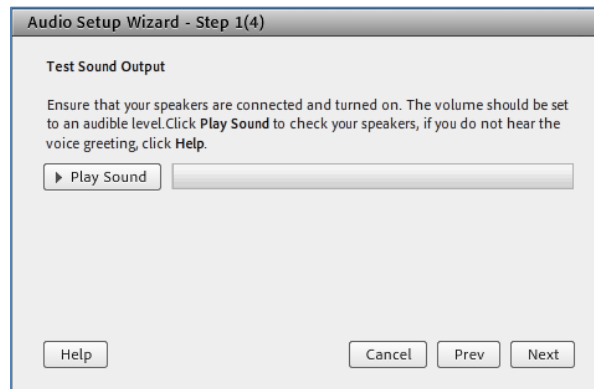 Audio Setup Wizard - Step 1(4)
Test Sound Output
Ensure that your speakers are connected and turned on. The volume should be set
to an audible level.Click Play Sound to check your speakers, if you do not hear the
voice greeting, click Help.
Play Sound
Help
Cancel
Prev
Next